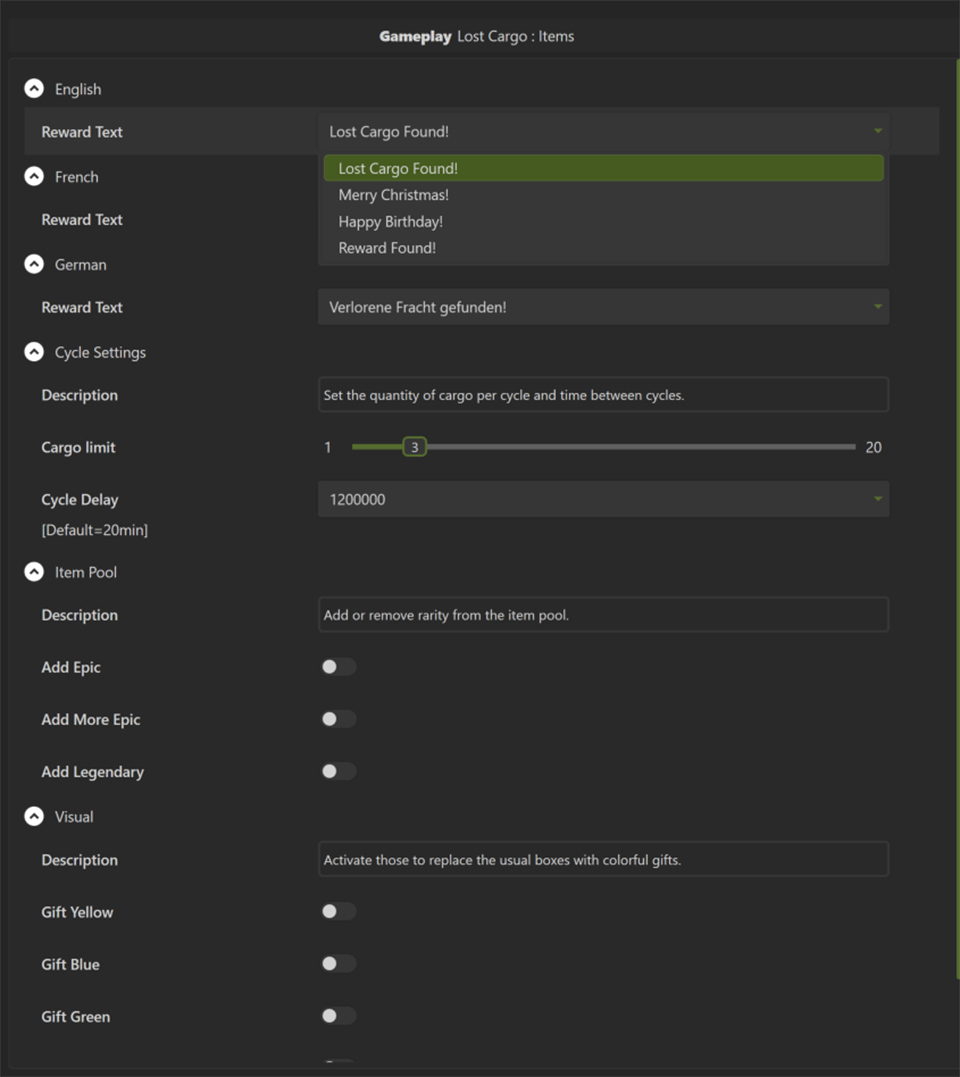 Gameplay Lost Cargo : Items
English
Reward Text
Lost Cargo Found!
Lost Cargo Found!
Merry Christmas!
Happy Birthday!
Reward Found!
French
Reward Text
German
Reward Text
Verlorene Fracht gefunden!
Cycle Settings
Description
Set the quantity of cargo per cycle and time between cycles.
Cargo limit
1
3
20
Cycle Delay
[Default=20min]
1200000
Item Pool
Description
Add or remove rarity from the item pool.
Add Epic
Add More Epic
Add Legendary
Visual
Description
Activate those to replace the usual boxes with colorful gifts.
Gift Yellow
Gift Blue
Gift Green